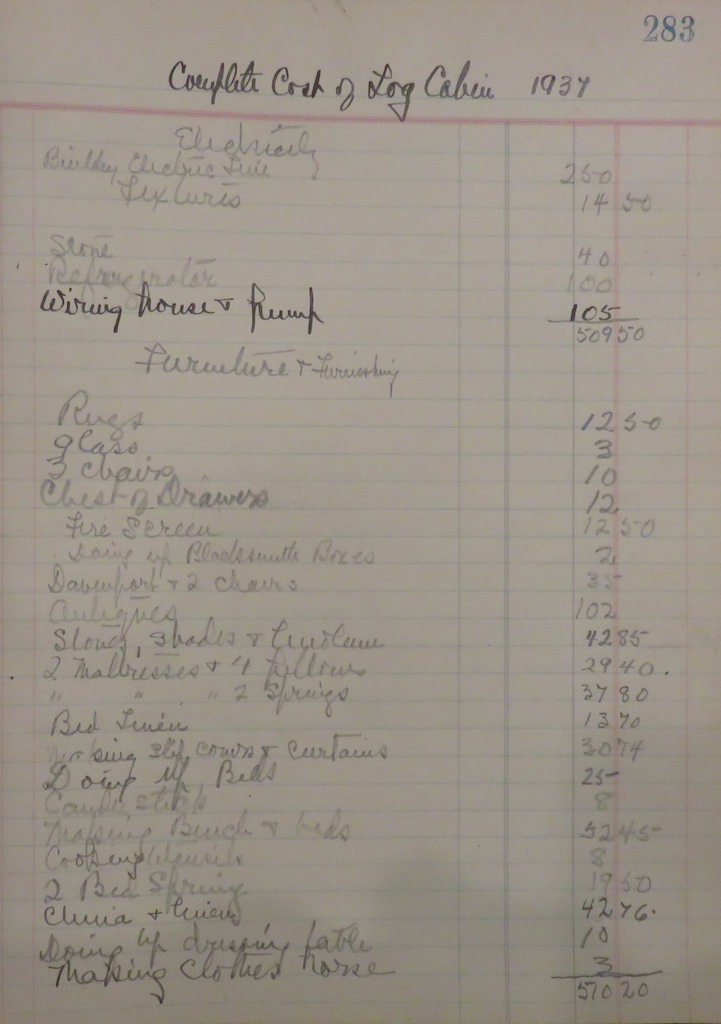 283
Complete Cost of Log Cabin 1937
Electricity
Building Electric Line 250
Fixtures 14 50
Stove 40
Refrigerator 100
Wiring house & Pump 105
509 50
Furniture & Furnishing
Rugs 12 50
glass 3
3 chairs 10
Chest of Drawers 12
Fire Screen 12 50
Doing up Blacksmith Boxes 2
Davenport & 2 chairs 35
Antiques 102
Stoves, Shades & Linoleum 42 85
2 Mattresses & 4 Pillows 29 40.
" " " 2 Springs 37 80
Bed Linen 13 70
Making slip covers & Curtains 30 74
Doing up Beds 25
Candle sticks 8
Making Bench & beds 52 45
Cooking utensils 8
2 Bed Spring 19 50
China & Linen 42 76.
Doing up dressing table 10
Making Clothes horse 3
570 20